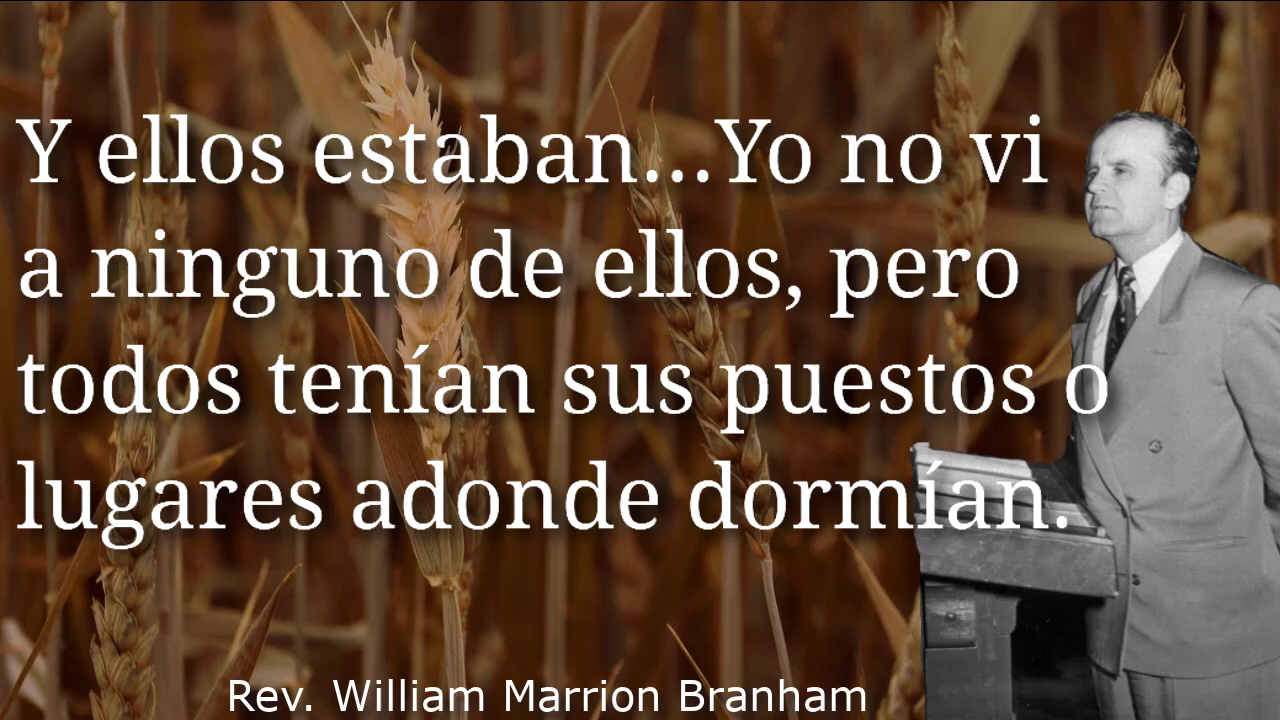 Y ellos estaban...Yo no vi
a ninguno de ellos, pero
todos tenían sus puestos o
lugares adonde dormían.
Rev. William Marrion Branham